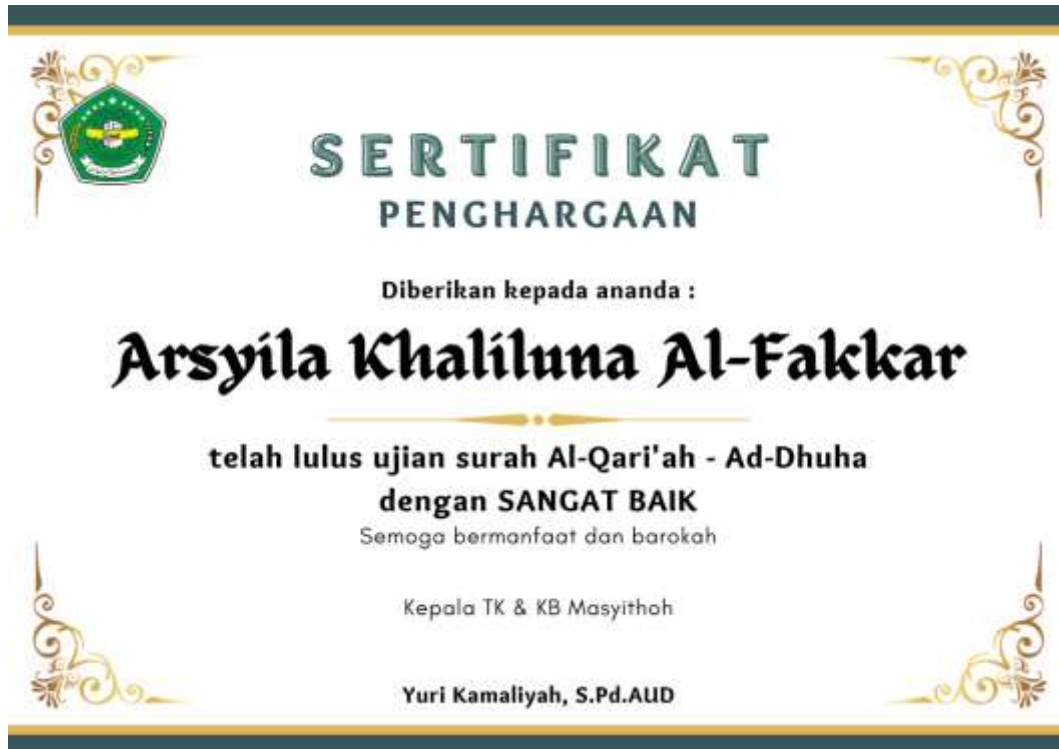 SERTIFIKAT
PENGHARGAAN
Diberikan kepada ananda :
Arsyila Khaliluna Al-Fakkar
telah lulus ujian surah Al-Qari'ah - Ad-Dhuha
dengan SANGAT BAIK
Semoga bermanfaat dan barokah
Kepala TK & KB Masyithoh
Yuri Kamaliyah, S.Pd.AUD